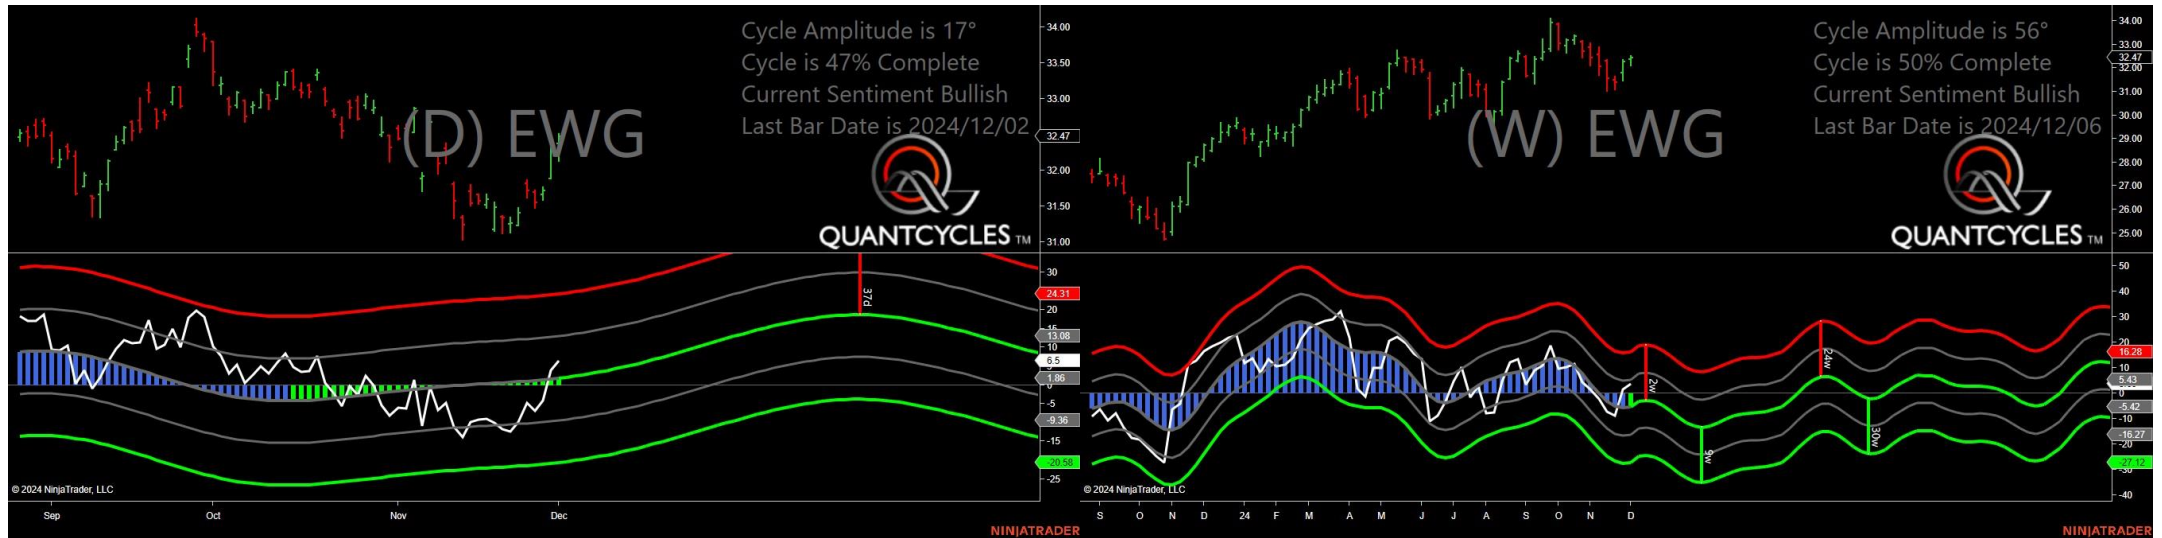 Cycle Amplitude is 17°
Cycle is 47% Complete
Current Sentiment Bullish
Last Bar Date is 2024/12/02
(D) EWG
QUANTCYCLES TM
34.00
33.50
33.00
32.47
32.00
31.50
31.00
37d
30
24.31
20
15
13.08
10
6.5
1.86
0
-5
-9.36
-15
-20.58
-25
© 2024 NinjaTrader, LLC
Sep Oct Nov Dec
NINJATRADER
Cycle Amplitude is 56°
Cycle is 50% Complete
Current Sentiment Bullish
Last Bar Date is 2024/12/06
(W) EWG
QUANTCYCLES TM
34.00
33.00
32.47
32.00
31.00
30.00
29.00
28.00
27.00
26.00
25.00
2w
9w
24w
30w
50
40
30
20
16.28
10
5.43
0
-5.42
-10
-16.27
-20
-27.12
-30
-40
© 2024 NinjaTrader, LLC
S O N D 24 F M A M J J A S O N D
NINJATRADER